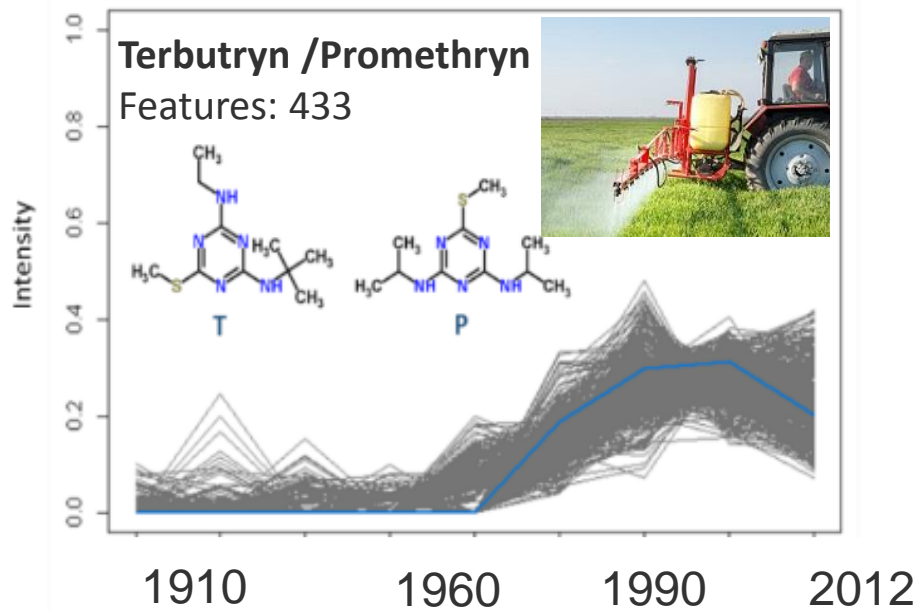 Terbutryn /Promethryn
Features: 433
Intensity
1.0
0.8
0.6
0.4
0.2
0.0
CH₃
NH
N
N
H₃C
CH₃
H₃C
S
N
NH
CH₃
T
CH₃
S
CH₃
N
N
CH₃
H₃C
NH
N
NH
CH₃
P
1910
1960
1990
2012